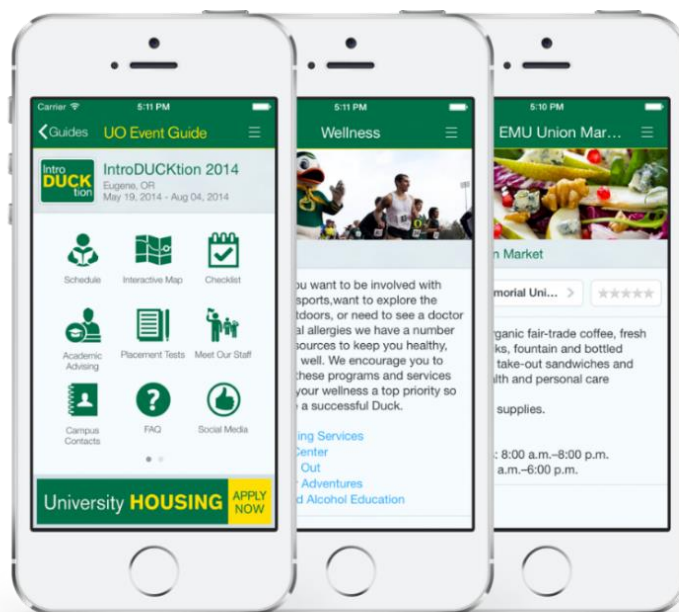 Carrier 5:11 PM
Guides UO Event Guide
Intro
DUCK
tion
IntroDUCKtion 2014
Eugene, OR
May 19, 2014 - Aug 04, 2014
Schedule
Interactive Map
Checklist
Academic
Advising
Placement Tests
Meet Our Staff
Campus
Contacts
FAQ
Social Media
University HOUSING
APPLY
NOW
5:11 PM
Wellness
ou want to be involved with
sports,want to explore the
tdoors, or need to see a doctor
al allergies we have a number
sources to keep you healthy,
well. We encourage you to
these programs and services
your wellness a top priority so
e a successful Duck.
ing Services
Center
Out
r Adventures
d Alcohol Education
5:10 PM
EMU Union Mar...
n Market
morial Uni...
rganic fair-trade coffee, fresh
ks, fountain and bottled
take-out sandwiches and
alth and personal care
supplies.
s: 8:00 a.m.–8:00 p.m.
a.m.–6:00 p.m.